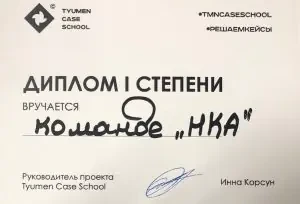 TYUMEN
CASE
SCHOOL
#TMNCASESCHOOL
#РЕШАЕМКЕЙСЫ
ДИПЛОМ I СТЕПЕНИ
ВРУЧАЕТСЯ
команде „НКА"
Руководитель проекта
Tyumen Case School
Инна Корсун